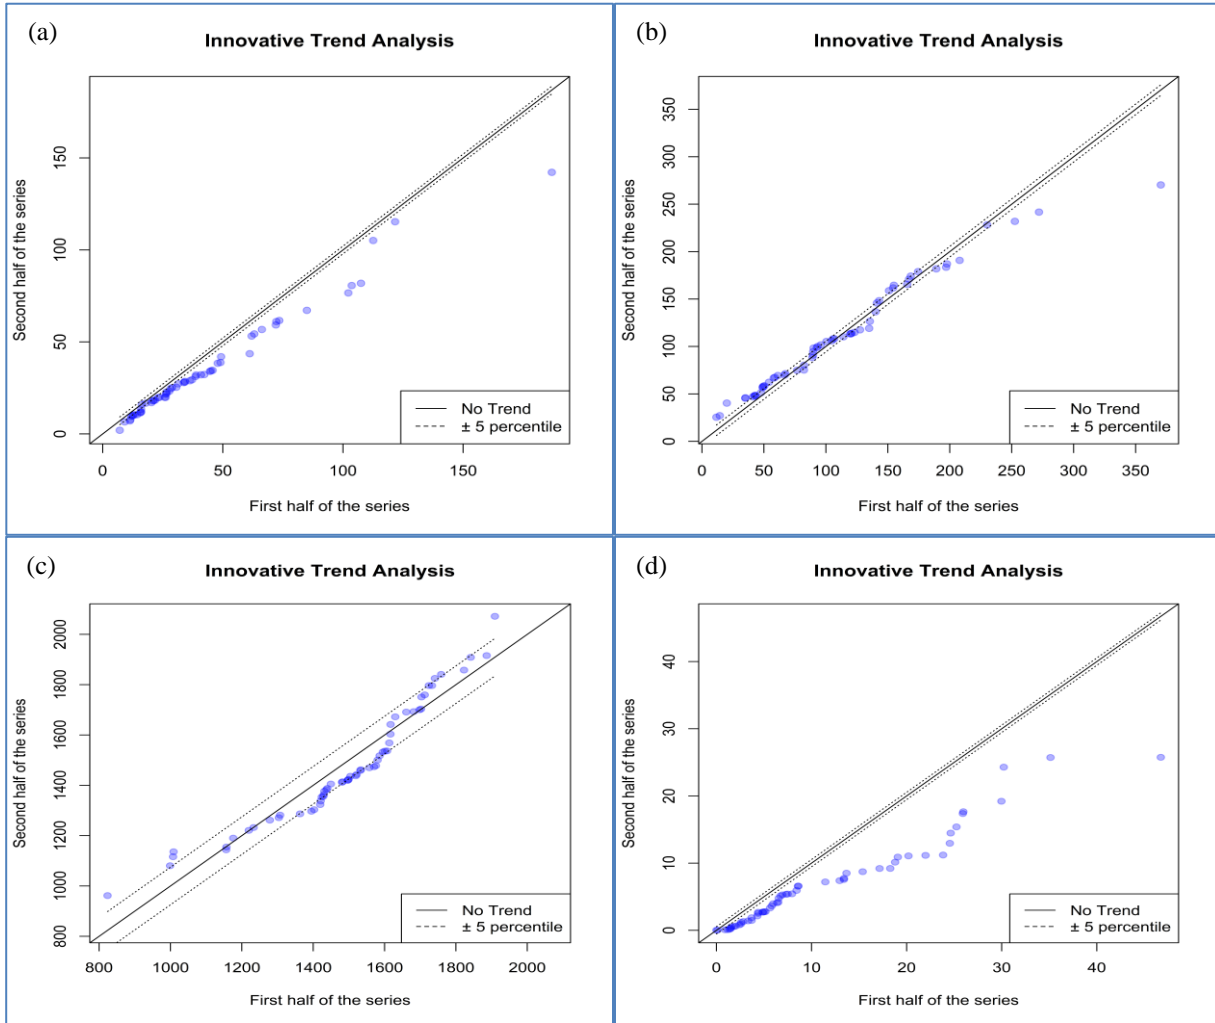 (a)
Innovative Trend Analysis
Second half of the series
150
100
50
0
0 50 100 150
First half of the series
No Trend
± 5 percentile
(b)
Innovative Trend Analysis
Second half of the series
350
300
250
200
150
100
50
0
0 50 100 150 200 250 300 350
First half of the series
No Trend
± 5 percentile
(c)
Innovative Trend Analysis
Second half of the series
2000
1800
1600
1400
1200
1000
800
800 1000 1200 1400 1600 1800 2000
First half of the series
No Trend
± 5 percentile
(d)
Innovative Trend Analysis
Second half of the series
40
30
20
10
0
0 10 20 30 40
First half of the series
No Trend
± 5 percentile